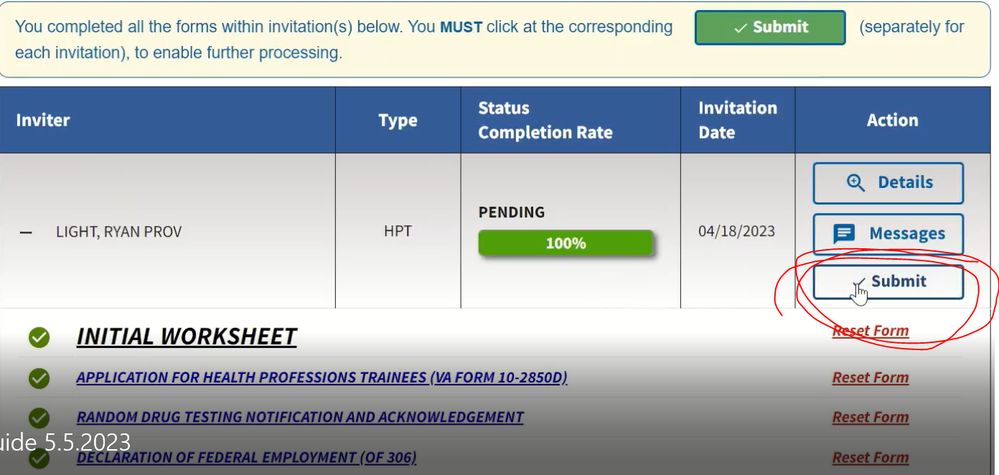 You completed all the forms within invitation(s) below. You MUST click at the corresponding ✓ Submit (separately for
each invitation), to enable further processing.
Inviter Type Status Completion Rate Invitation Date Action
Details
LIGHT, RYAN PROV HPT PENDING 100% 04/18/2023 Messages
Submit
INITIAL WORKSHEET Reset Form
APPLICATION FOR HEALTH PROFESSIONS TRAINEES (VA FORM 10-2850D) Reset Form
RANDOM DRUG TESTING NOTIFICATION AND ACKNOWLEDGEMENT Reset Form
uide 5.5.2023
DECLARATION OF FEDERAL EMPLOYMENT (OF 306) Reset Form